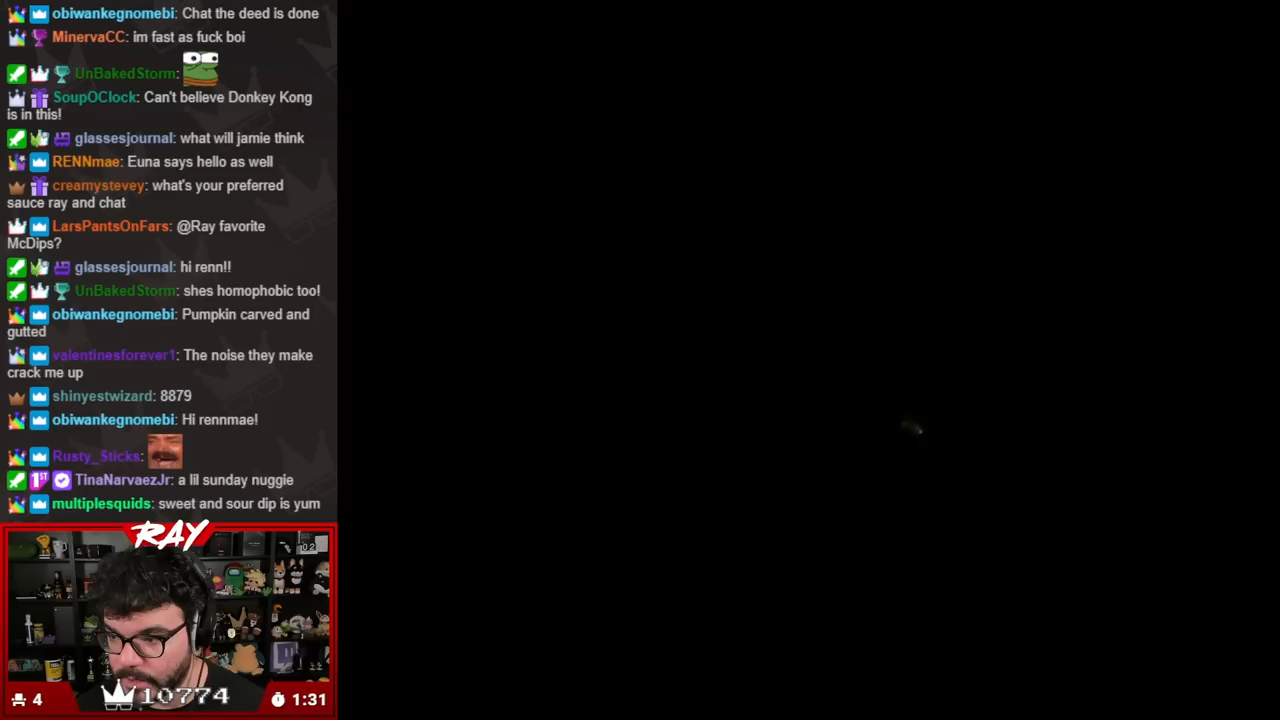 obiwankegnomebi: Chat the deed is done
MinervaCC: im fast as fuck boi
UnBakedStorm:
SoupOClock: Can't believe Donkey Kong
is in this!
glassesjournal: what will jamie think
RENNmae: Euna says hello as well
creamystevey: what's your preferred
sauce ray and chat
LarsPantsOnFars: @Ray favorite
McDips?
glassesjournal: hi renn!!
UnBakedStorm: shes homophobic too!
obiwankegnomebi: Pumpkin carved and
gutted
valentinesforever1: The noise they make
crack me up
shinyestwizard: 8879
obiwankegnomebi: Hi rennmae!
Rusty_Sticks:
1ST TinaNarvaezJr: a lil sunday nuggie
multiplesquids: sweet and sour dip is yum
RAY
4 10774 1:31